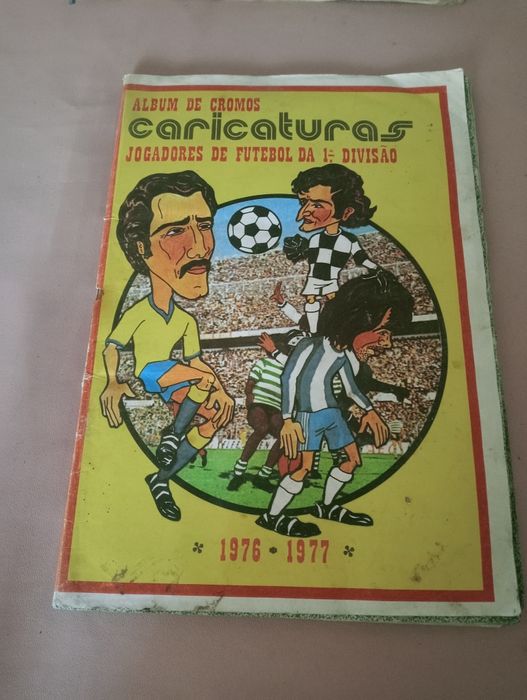 ALBUM DE CROMOS
caricaturas
JOGADORES DE FUTEBOL DA 1.ª DIVISÃO
* 1976 * 1977 *